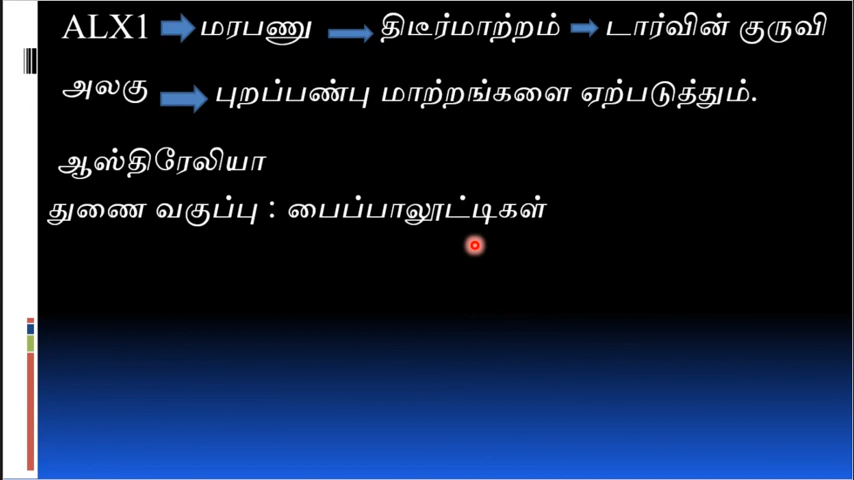 ALX1 மரபணு திடீர்மாற்றம் டார்வின் குருவி
அலகு புறப்பண்பு மாற்றங்களை ஏற்படுத்தும்.
ஆஸ்திரேலியா
துணை வகுப்பு : பைப்பாலூட்டிகள்